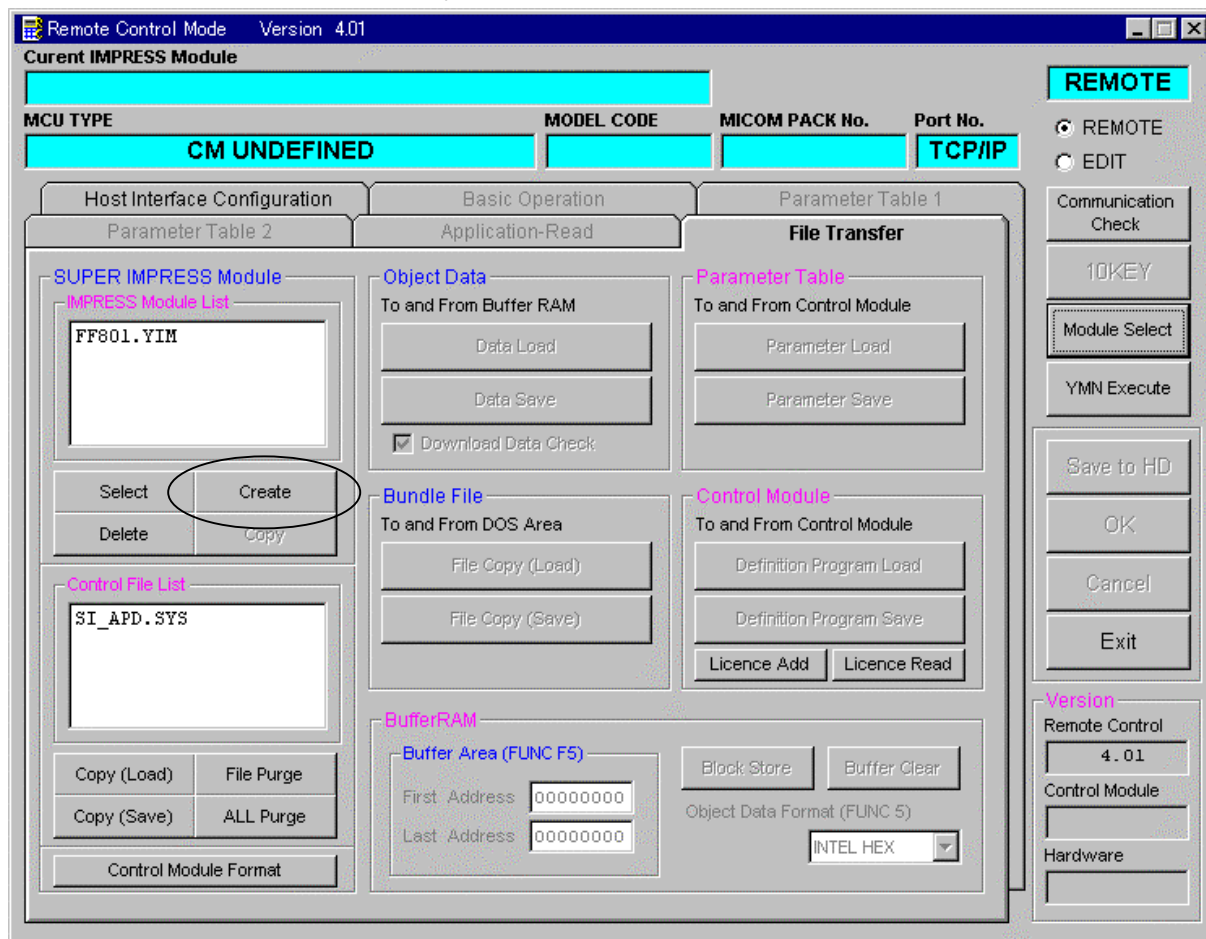 Remote Control Mode Version 4.01
Curent IMPRESS Module
REMOTE
MCU TYPE
MODEL CODE
MICOM PACK No.
Port No.
CM UNDEFINED
TCP/IP
REMOTE
EDIT
Host Interface Configuration
Basic Operation
Parameter Table 1
Parameter Table 2
Application-Read
File Transfer
SUPER IMPRESS Module
IMPRESS Module List
FF801.YIM
Select
Create
Delete
Copy
Control File List
SI_APD.SYS
Copy (Load)
File Purge
Copy (Save)
ALL Purge
Control Module Format
Object Data
To and From Buffer RAM
Data Load
Data Save
Download Data Check
Parameter Table
To and From Control Module
Parameter Load
Parameter Save
Bundle File
To and From DOS Area
File Copy (Load)
File Copy (Save)
Control Module
To and From Control Module
Definition Program Load
Definition Program Save
Licence Add
Licence Read
BufferRAM
Buffer Area (FUNC F5)
First Address 00000000
Last Address 00000000
Block Store
Buffer Clear
Object Data Format (FUNC 5)
INTEL HEX
Communication
Check
10KEY
Module Select
YMN Execute
Save to HD
OK
Cancel
Exit
Version
Remote Control
4.01
Control Module
Hardware